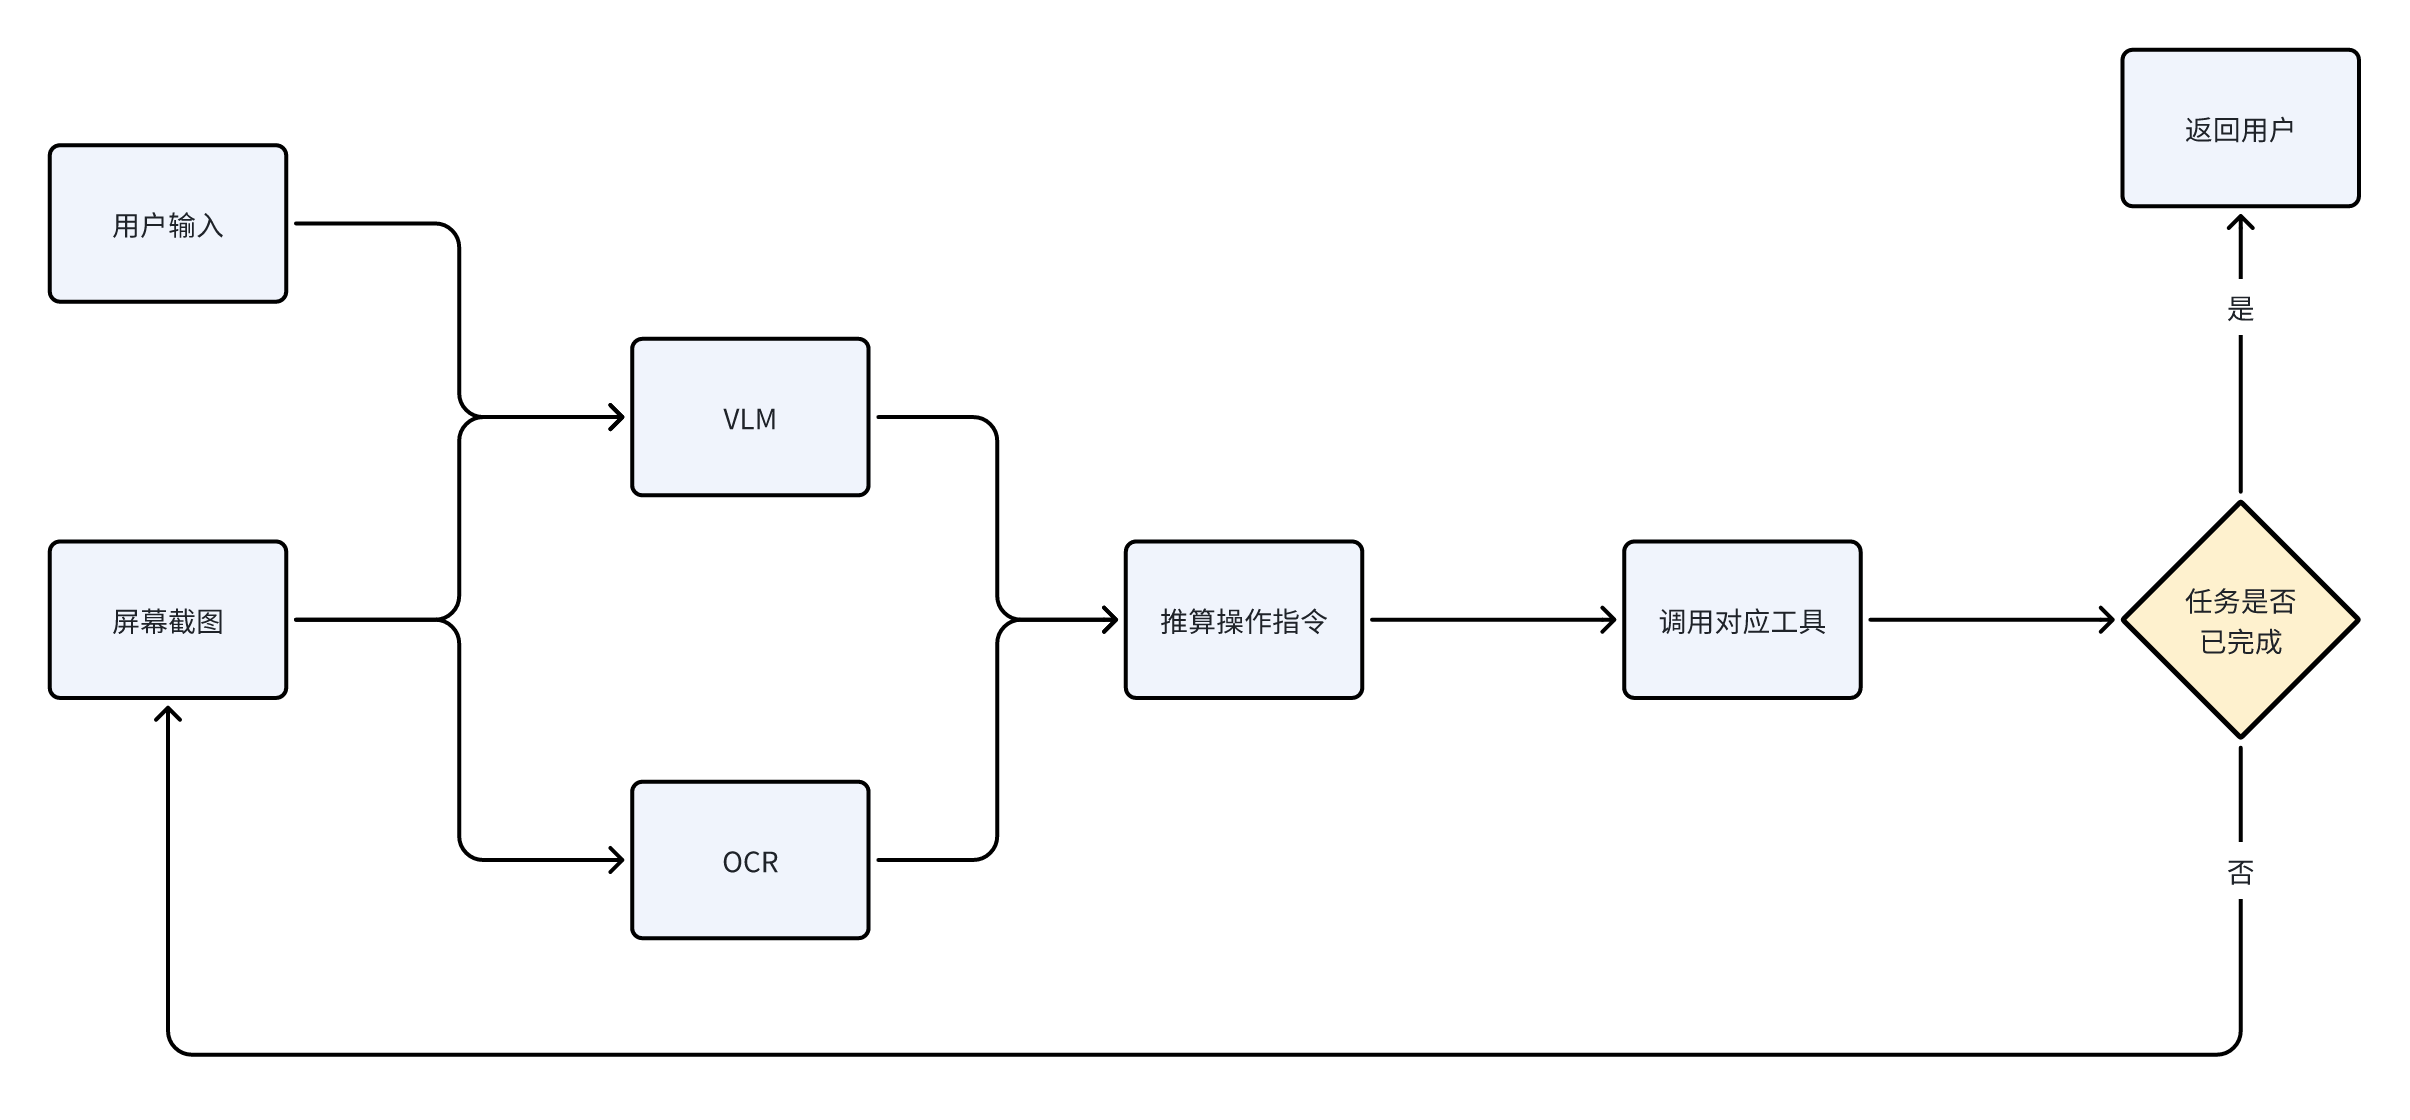 用户输入
屏幕截图
VLM
OCR
推算操作指令
调用对应工具
任务是否
已完成
是
返回用户
否